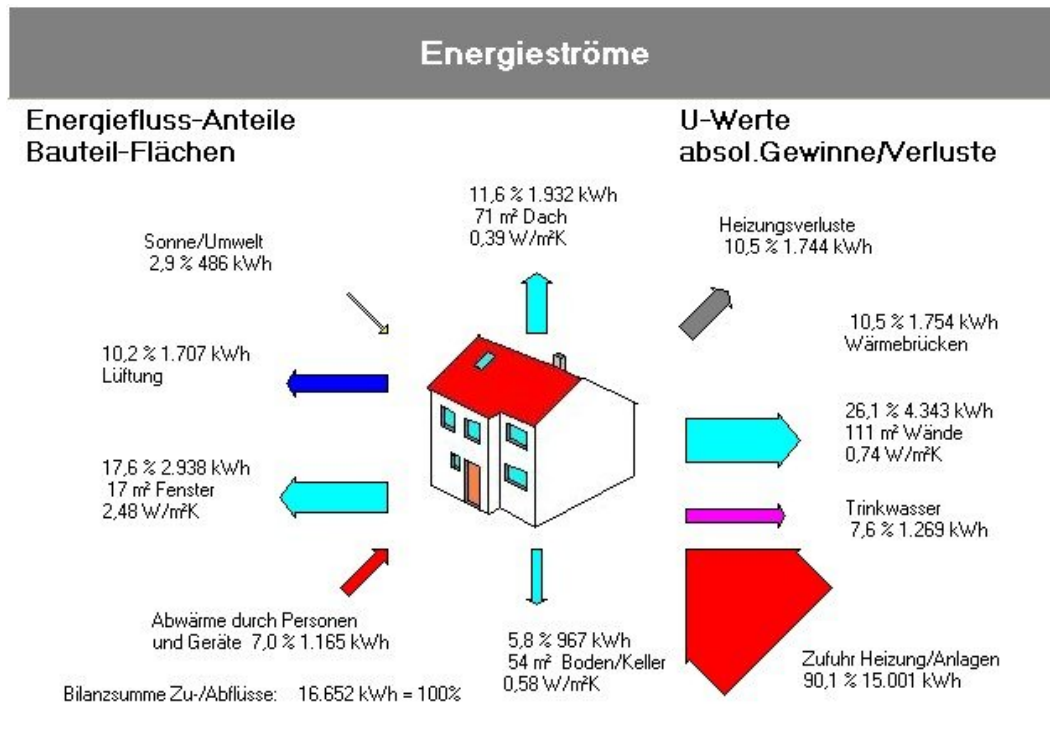 Energieströme
Energiefluss-Anteile
Bauteil-Flächen
U-Werte
absol.Gewinne/Verluste
11,6 % 1.932 kWh
71 m² Dach
0,39 W/m²K
Sonne/Umwelt
2,9 % 486 kWh
Heizungsverluste
10,5 % 1.744 kWh
10,2 % 1.707 kWh
Lüftung
10,5 % 1.754 kWh
Wärmebrücken
26,1 % 4.343 kWh
111 m² Wände
0,74 W/m²K
17,6 % 2.938 kWh
17 m² Fenster
2,48 W/m²K
Trinkwasser
7,6 % 1.269 kWh
Abwärme durch Personen
und Geräte 7,0 % 1.165 kWh
5,8 % 967 kWh
54 m² Boden/Keller
0,58 W/m²K
Zufuhr Heizung/Anlagen
90,1 % 15.001 kWh
Bilanzsumme Zu-/Abflüsse: 16.652 kWh = 100%